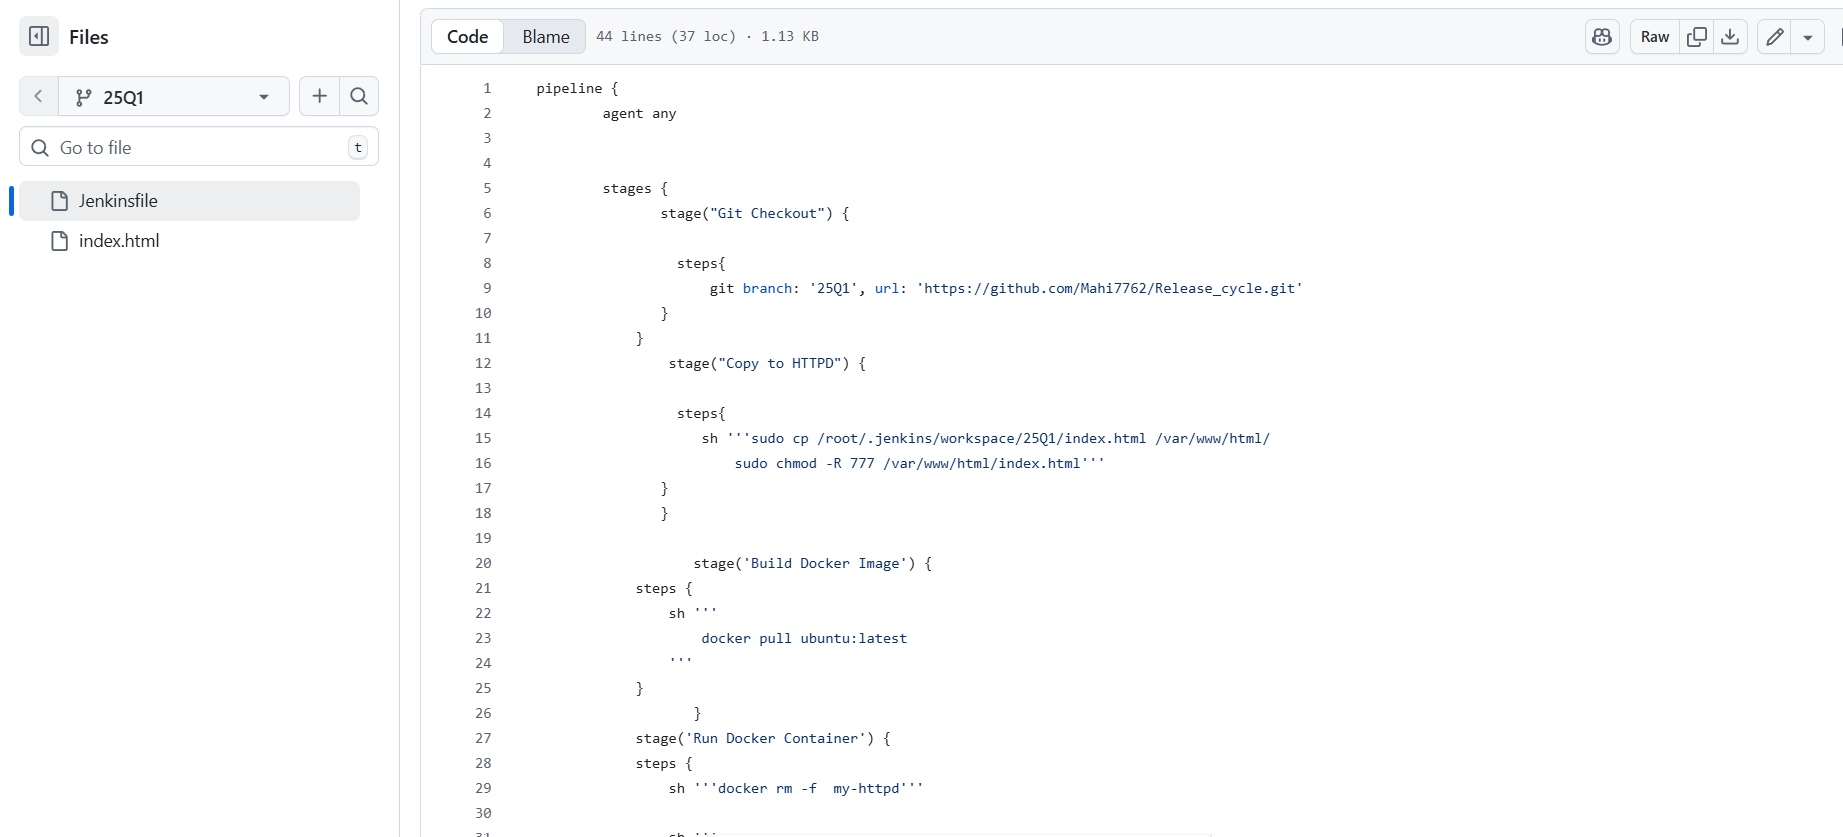 Files
25Q1
Go to file
t
Jenkinsfile
index.html
Code
Blame
44 lines (37 loc) · 1.13 KB
Raw
1 pipeline {
2 agent any
3
4
5 stages {
6 stage("Git Checkout") {
7
8 steps{
9 git branch: '25Q1', url: 'https://github.com/Mahi7762/Release_cycle.git'
10 }
11 }
12 stage("Copy to HTTPD") {
13
14 steps{
15 sh '''sudo cp /root/.jenkins/workspace/25Q1/index.html /var/www/html/
16 sudo chmod -R 777 /var/www/html/index.html'''
17 }
18 }
19
20 stage('Build Docker Image') {
21 steps {
22 sh '''
23 docker pull ubuntu:latest
24 '''
25 }
26 }
27 stage('Run Docker Container') {
28 steps {
29 sh '''docker rm -f  my-httpd'''
30
31 sh '''